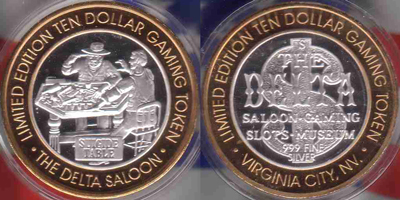 LIMITED EDITION TEN DOLLAR GAMING TOKEN
SUICIDE
TABLE
· THE DELTA SALOON ·
LIMITED EDITION TEN DOLLAR GAMING TOKEN
S
THE
DELTA
SALOON-GAMING
SLOTS-MUSEUM
.999 FINE
SILVER
· VIRGINIA CITY, NV. ·